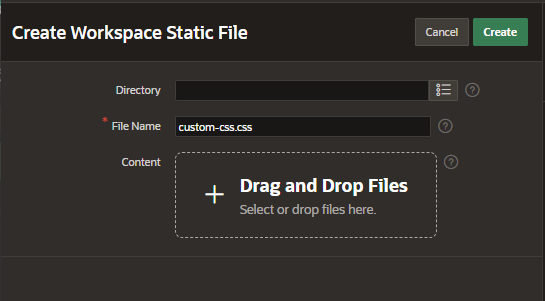 Create Workspace Static File
Cancel
Create
Directory
* File Name
custom-css.css
Content
Drag and Drop Files
Select or drop files here.